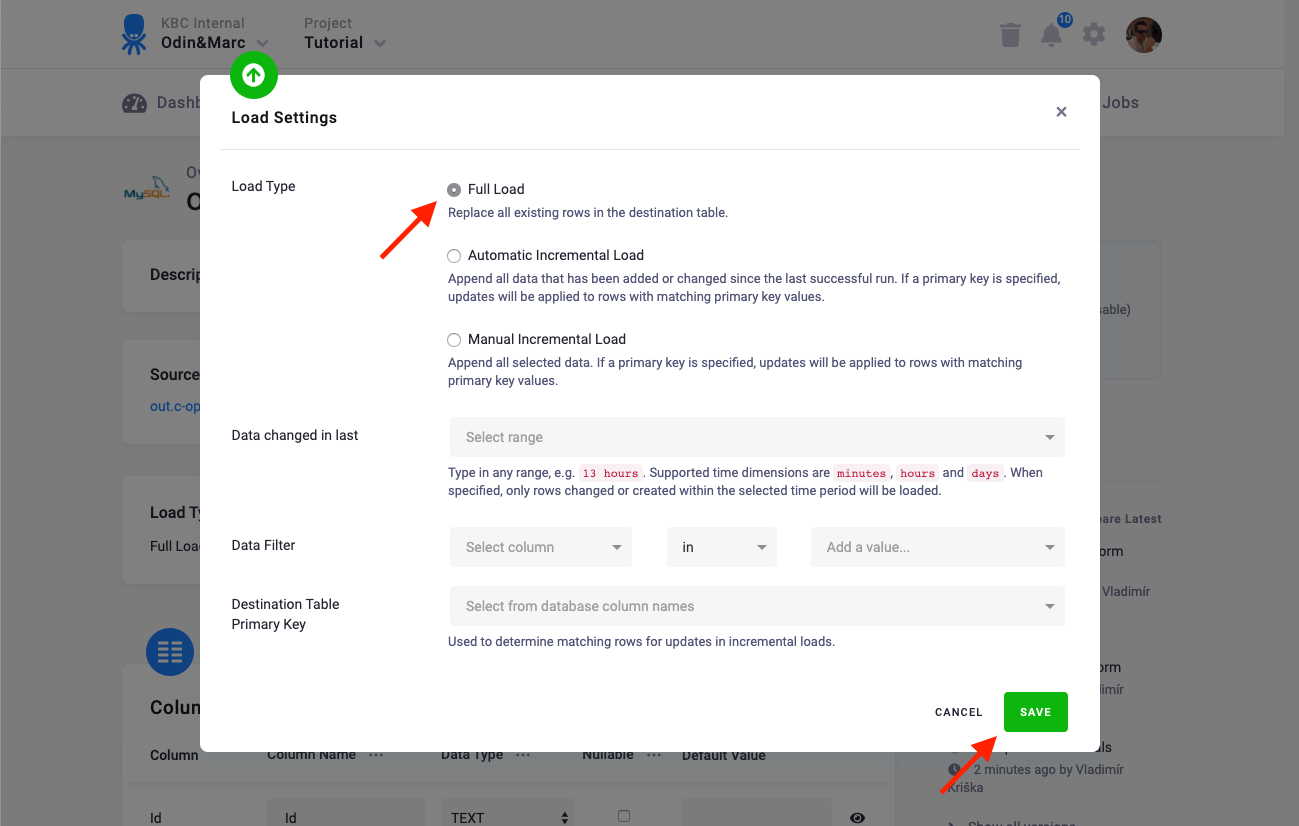 KBC Internal
Odin&Marc
Project
Tutorial
10
Dashb
Jobs
Load Settings
×
MySQL
Ov
O
Load Type
Full Load
Replace all existing rows in the destination table.
Automatic Incremental Load
Append all data that has been added or changed since the last successful run. If a primary key is specified,
updates will be applied to rows with matching primary key values.
Manual Incremental Load
Append all selected data. If a primary key is specified, updates will be applied to rows with matching
primary key values.
Descrip
sable)
Source
out.c-op
Data changed in last
Select range
Type in any range, e.g. 13 hours. Supported time dimensions are minutes, hours and days. When
specified, only rows changed or created within the selected time period will be loaded.
Load Ty
Full Loa
pare Latest
Data Filter
Select column
in
Add a value...
orm
Vladimír
Destination Table
Primary Key
Select from database column names
Used to determine matching rows for updates in incremental loads.
orm
imír
CANCEL
SAVE
Colun
Column
Column Name ...
Data Type ...
Nullable ...
Default Value
als
2 minutes ago by Vladimír
Kriška
Id
Id
TEXT
Show all versions